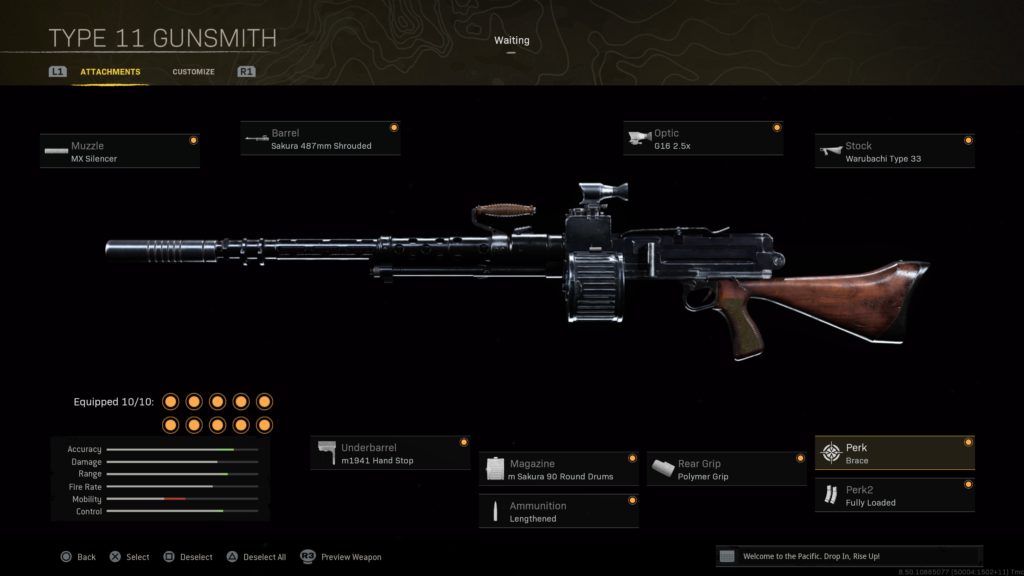 TYPE 11 GUNSMITH
Waiting
L1 ATTACHMENTS CUSTOMIZE R1
Muzzle
MX Silencer
Barrel
Sakura 487mm Shrouded
Optic
G16 2.5x
Stock
Warubachi Type 33
Equipped 10/10:
Accuracy
Damage
Range
Fire Rate
Mobility
Control
Underbarrel
m1941 Hand Stop
Magazine
m Sakura 90 Round Drums
Ammunition
Lengthened
Rear Grip
Polymer Grip
Perk
Brace
Perk2
Fully Loaded
Back Select Deselect Deselect All R3 Preview Weapon
Welcome to the Pacific. Drop In, Rise Up!